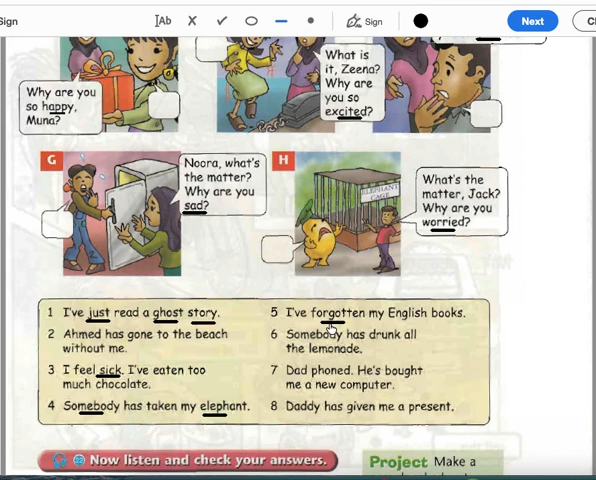 Sign
Ab
Sign
Next
Why are you
so happy,
Muna?
What is
it, Zeena?
Why are
you so
excited?
G
Noora, what's
the matter?
Why are you
sad?
H
ELEPHANT
CAGE
What's the
matter, Jack?
Why are you
worried?
1 I've just read a ghost story.
2 Ahmed has gone to the beach
without me.
3 I feel sick. I've eaten too
much chocolate.
4 Somebody has taken my elephant.
5 I've forgotten my English books.
6 Somebody has drunk all
the lemonade.
7 Dad phoned. He's bought
me a new computer.
8 Daddy has given me a present.
Now listen and check your answers.
Project Make a